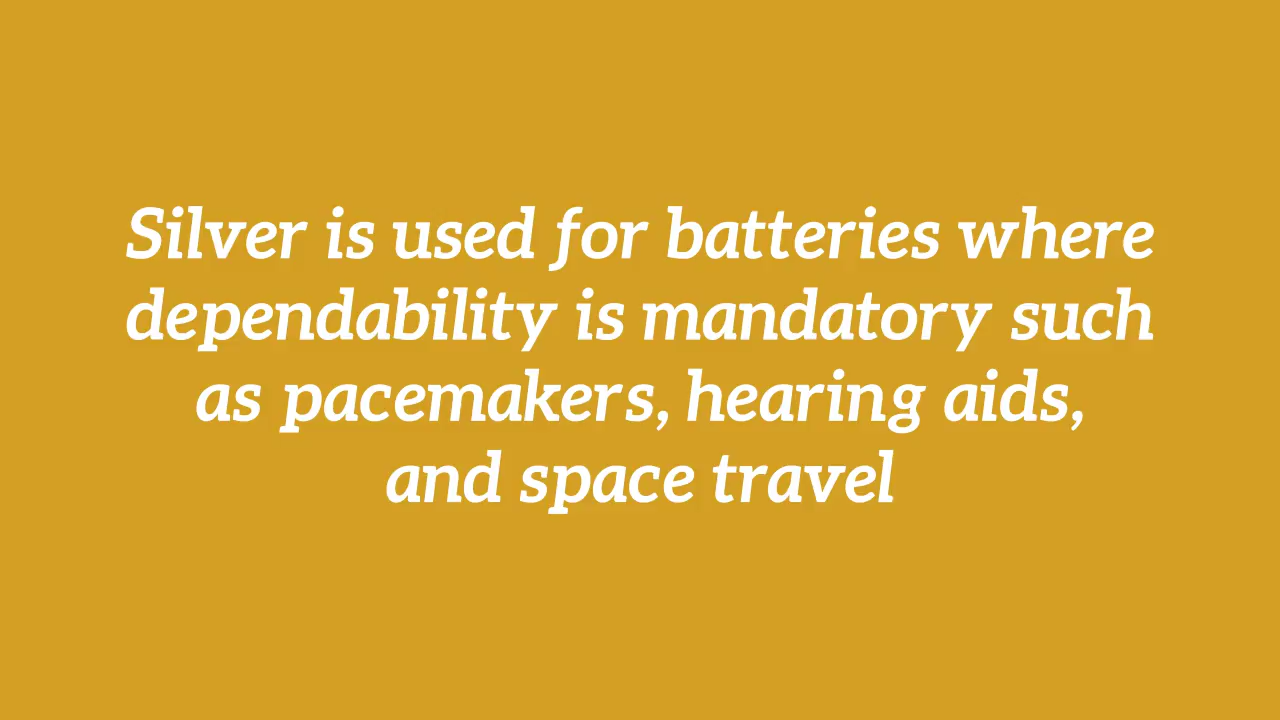 Silver is used for batteries where
dependability is mandatory such
as pacemakers, hearing aids,
and space travel